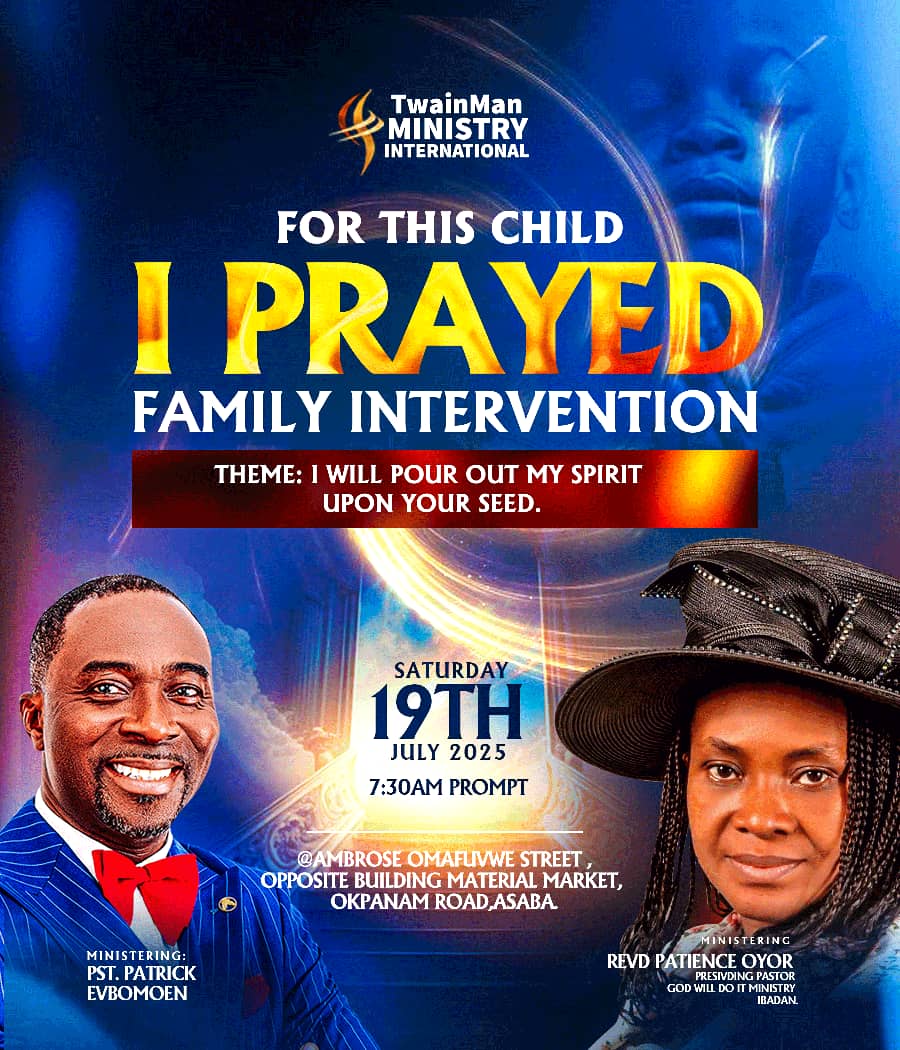 TwainMan
MINISTRY
INTERNATIONAL
FOR THIS CHILD
I PRAYED
FAMILY INTERVENTION
THEME: I WILL POUR OUT MY SPIRIT
UPON YOUR SEED.
SATURDAY
19TH
JULY 2025
7:30AM PROMPT
@AMBROSE OMAFUVWE STREET ,
OPPOSITE BUILDING MATERIAL MARKET,
OKPANAM ROAD,ASABA.
MINISTERING:
PST. PATRICK
EVBOMOEN
MINISTERING
REVD PATIENCE OYOR
PRESIVDING PASTOR
GOD WILL DO IT MINISTRY
IBADAN.